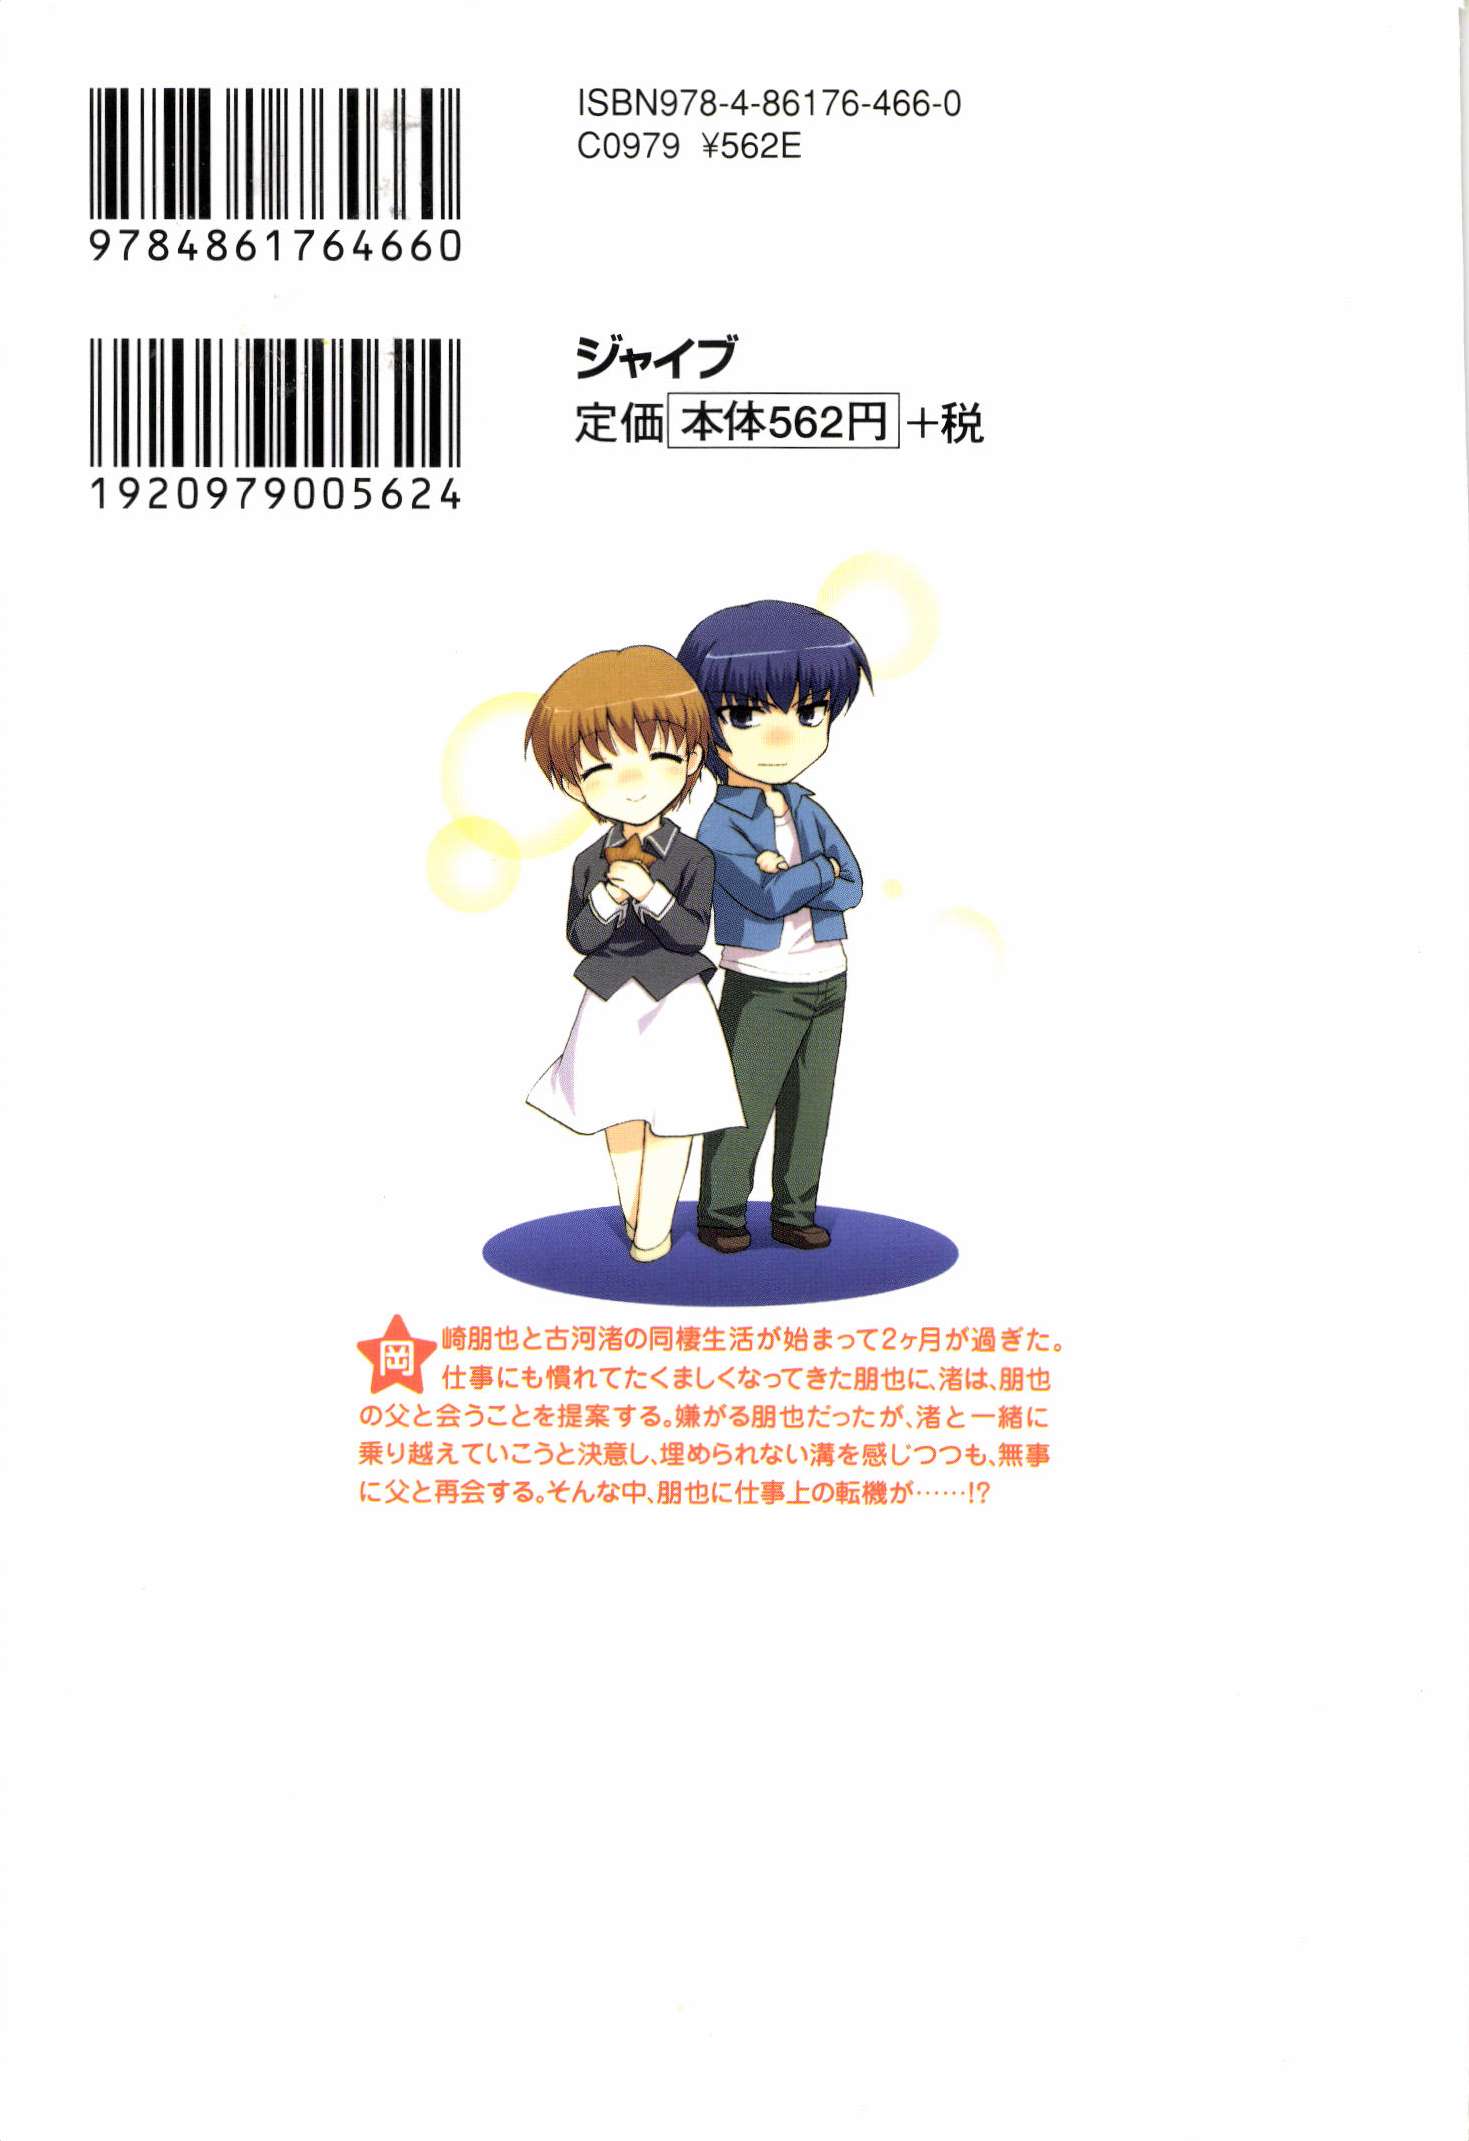 ISBN978-4-86176-466-0
C0979 ¥562E
9784861764660
ジャイブ
定価 本体562円 +税
1920979005624
岡崎朋也と古河渚の同棲生活が始まって2ヶ月が過ぎた。
仕事にも慣れてたくましくなってきた朋也に、渚は、朋也
の父と会うことを提案する。嫌がる朋也だったが、渚と一緒に
乗り越えていこうと決意し、埋められない溝を感じつつも、無事
に父と再会する。そんな中、朋也に仕事上の転機が……!?